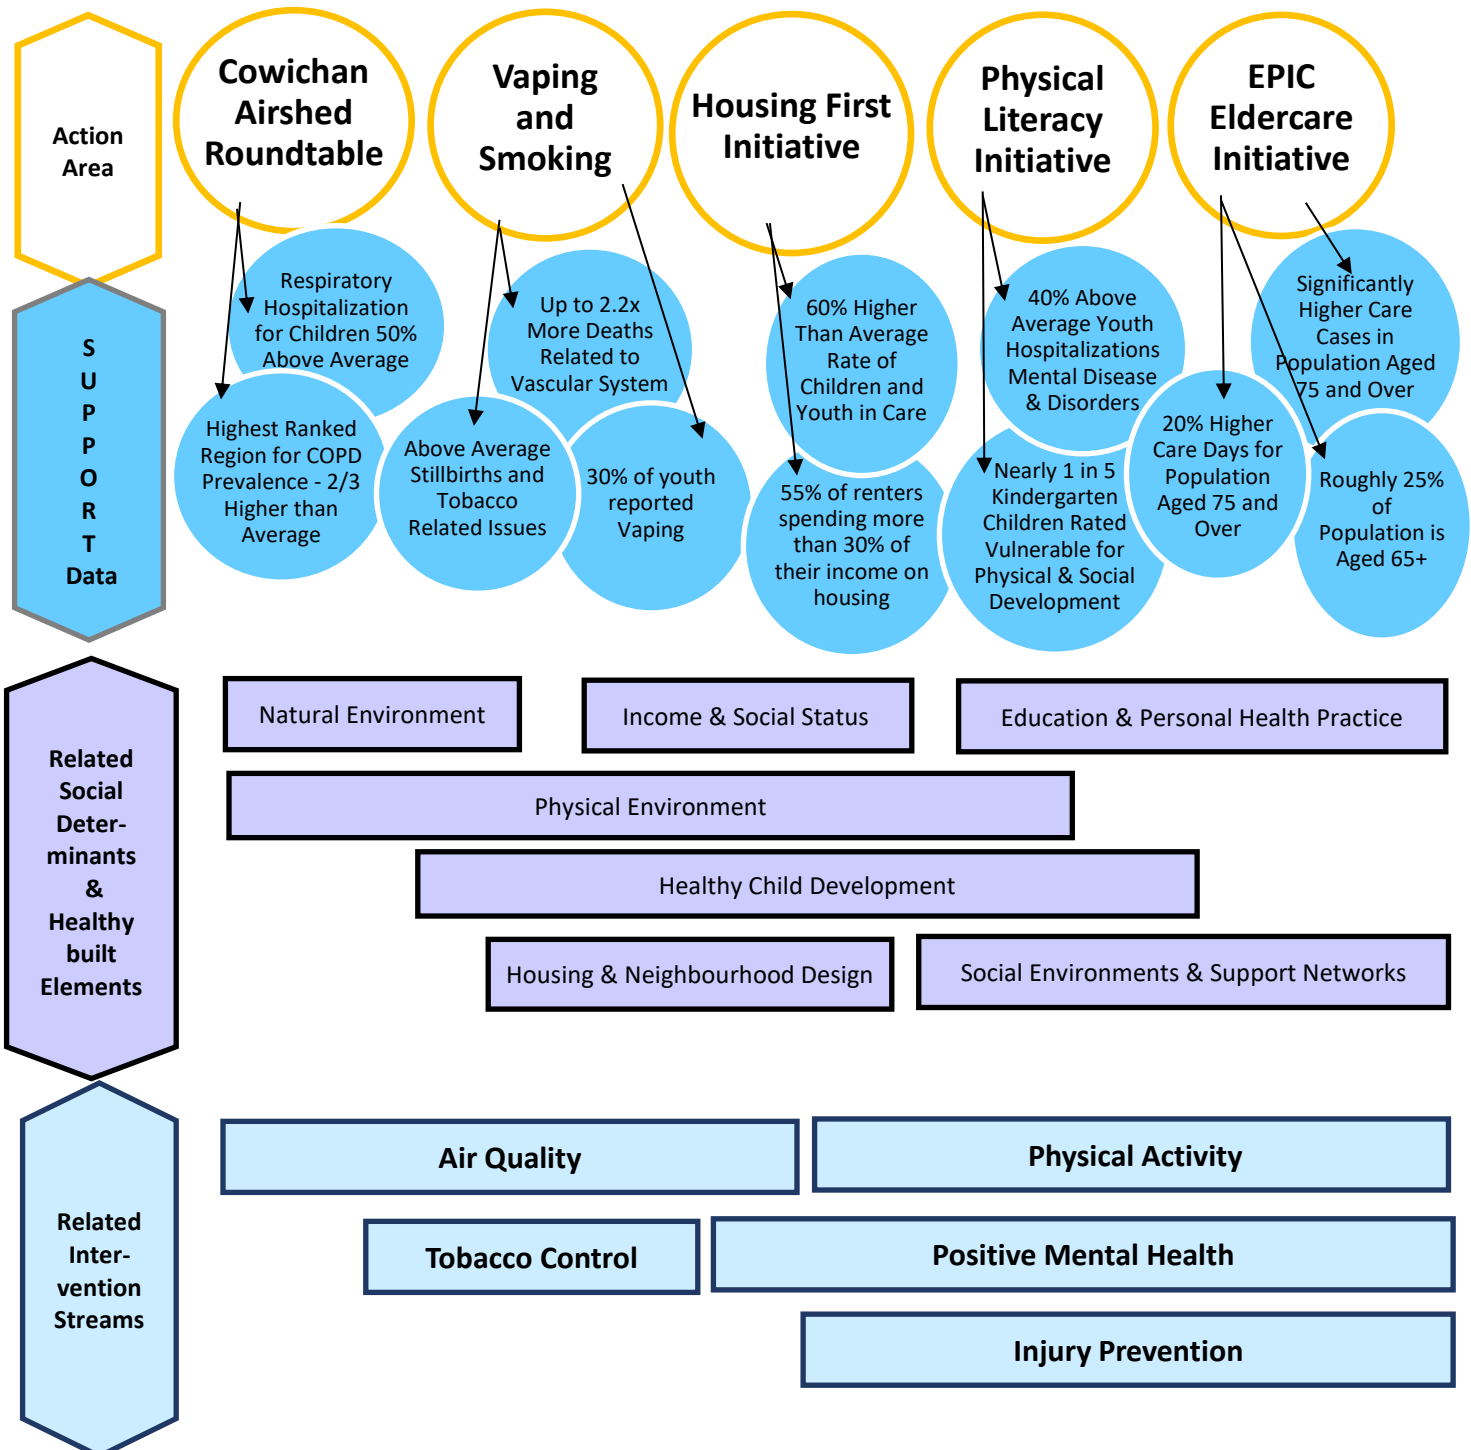 Action
Area
Cowichan
Airshed
Roundtable
Vaping
and
Smoking
Housing First
Initiative
Physical
Literacy
Initiative
EPIC
Eldercare
Initiative
S
U
P
P
O
R
T
Data
Respiratory
Hospitalization
for Children 50%
Above Average
Highest Ranked
Region for COPD
Prevalence - 2/3
Higher than
Average
Up to 2.2x
More Deaths
Related to
Vascular System
Above Average
Stillbirths and
Tobacco
Related Issues
30% of youth
reported
Vaping
60% Higher
Than Average
Rate of
Children and
Youth in Care
55% of renters
spending more
than 30% of
their income on
housing
40% Above
Average Youth
Hospitalizations
Mental Disease
& Disorders
Nearly 1 in 5
Kindergarten
Children Rated
Vulnerable for
Physical & Social
Development
Significantly
Higher Care
Cases in
Population Aged
75 and Over
20% Higher
Care Days for
Population
Aged 75 and
Over
Roughly 25%
of
Population is
Aged 65+
Related
Social
Deter-
minants
&
Healthy
built
Elements
Natural Environment
Income & Social Status
Education & Personal Health Practice
Physical Environment
Healthy Child Development
Housing & Neighbourhood Design
Social Environments & Support Networks
Related
Inter-
vention
Streams
Air Quality
Physical Activity
Tobacco Control
Positive Mental Health
Injury Prevention